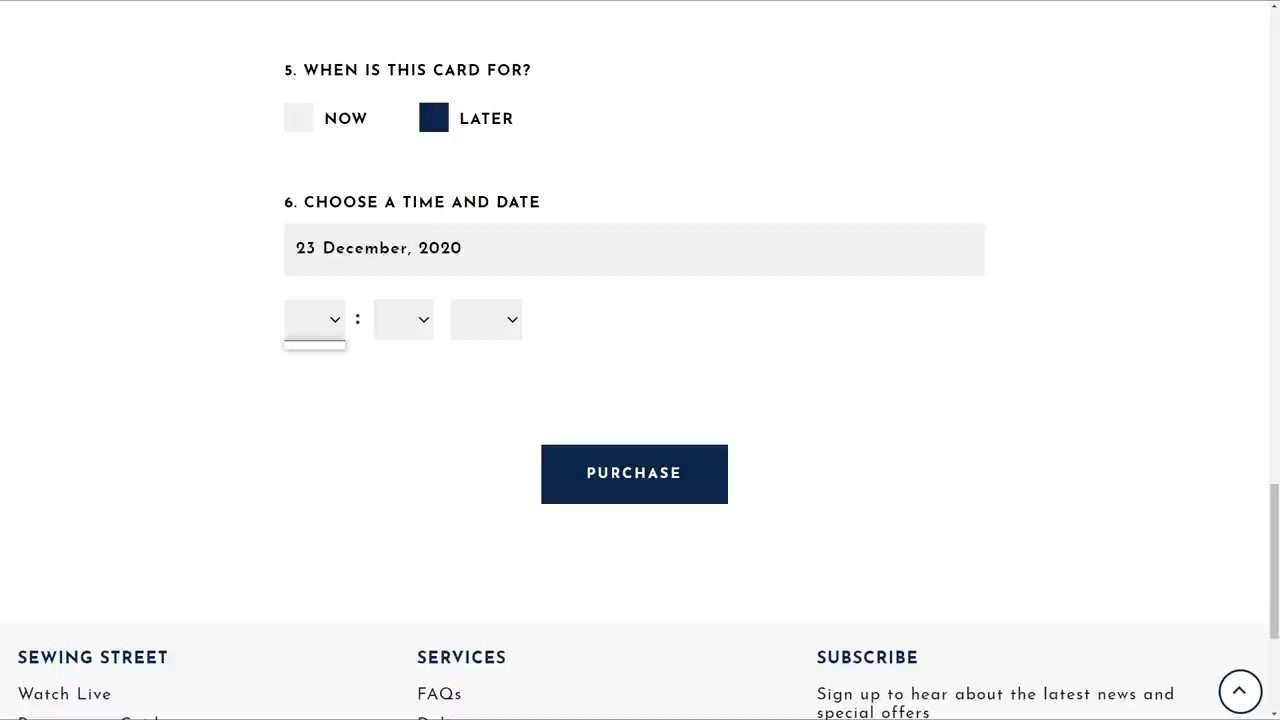 5. WHEN IS THIS CARD FOR?
NOW LATER
6. CHOOSE A TIME AND DATE
23 December, 2020
:
PURCHASE
SEWING STREET SERVICES SUBSCRIBE
Watch Live FAQs Sign up to hear about the latest news and
special offers